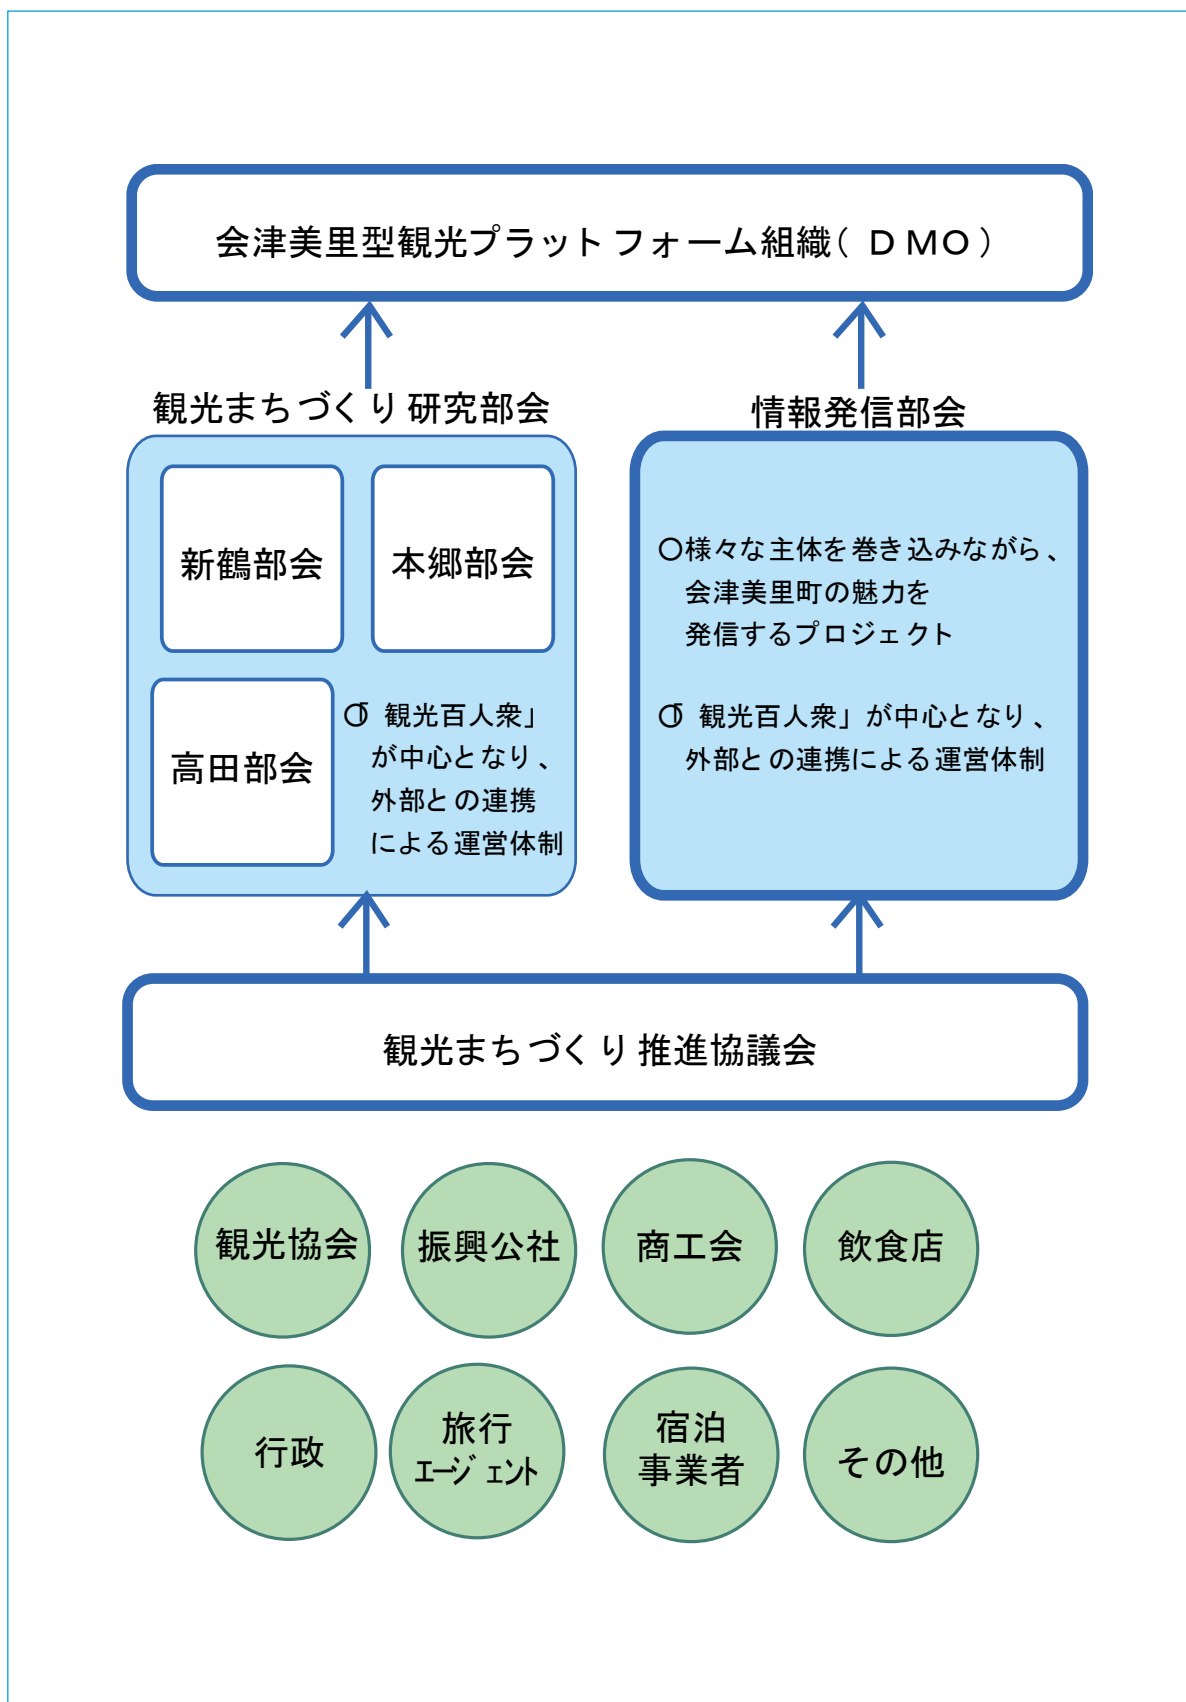 会津美里型観光プラットフォーム組織(DMO)
観光まちづくり研究部会
新鶴部会
本郷部会
高田部会
○「観光百人衆」
が中心となり、
外部との連携
による運営体制
情報発信部会
○様々な主体を巻き込みながら、
会津美里町の魅力を
発信するプロジェクト
○「観光百人衆」が中心となり、
外部との連携による運営体制
観光まちづくり推進協議会
観光協会
振興公社
商工会
飲食店
行政
旅行
エージェント
宿泊
事業者
その他